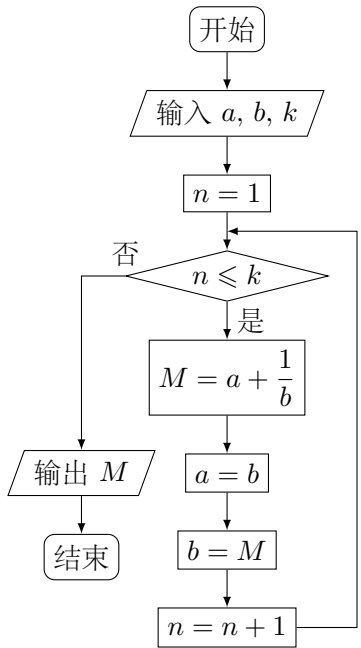 开始
输入 a, b, k
n = 1
n ⩽ k
否
是
M = a + 1/b
输出 M
a = b
结束
b = M
n = n + 1